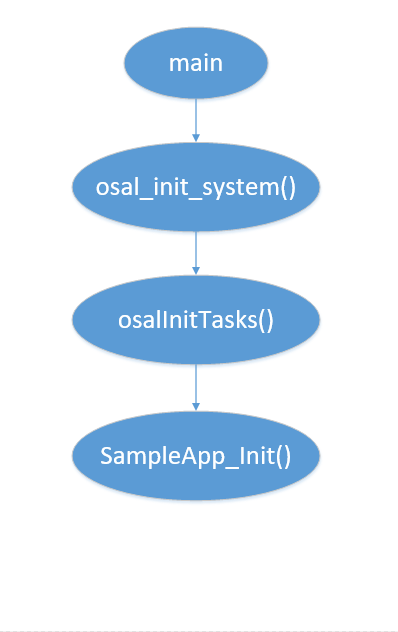 main
osal_init_system()
osalInitTasks()
SampleApp_Init()